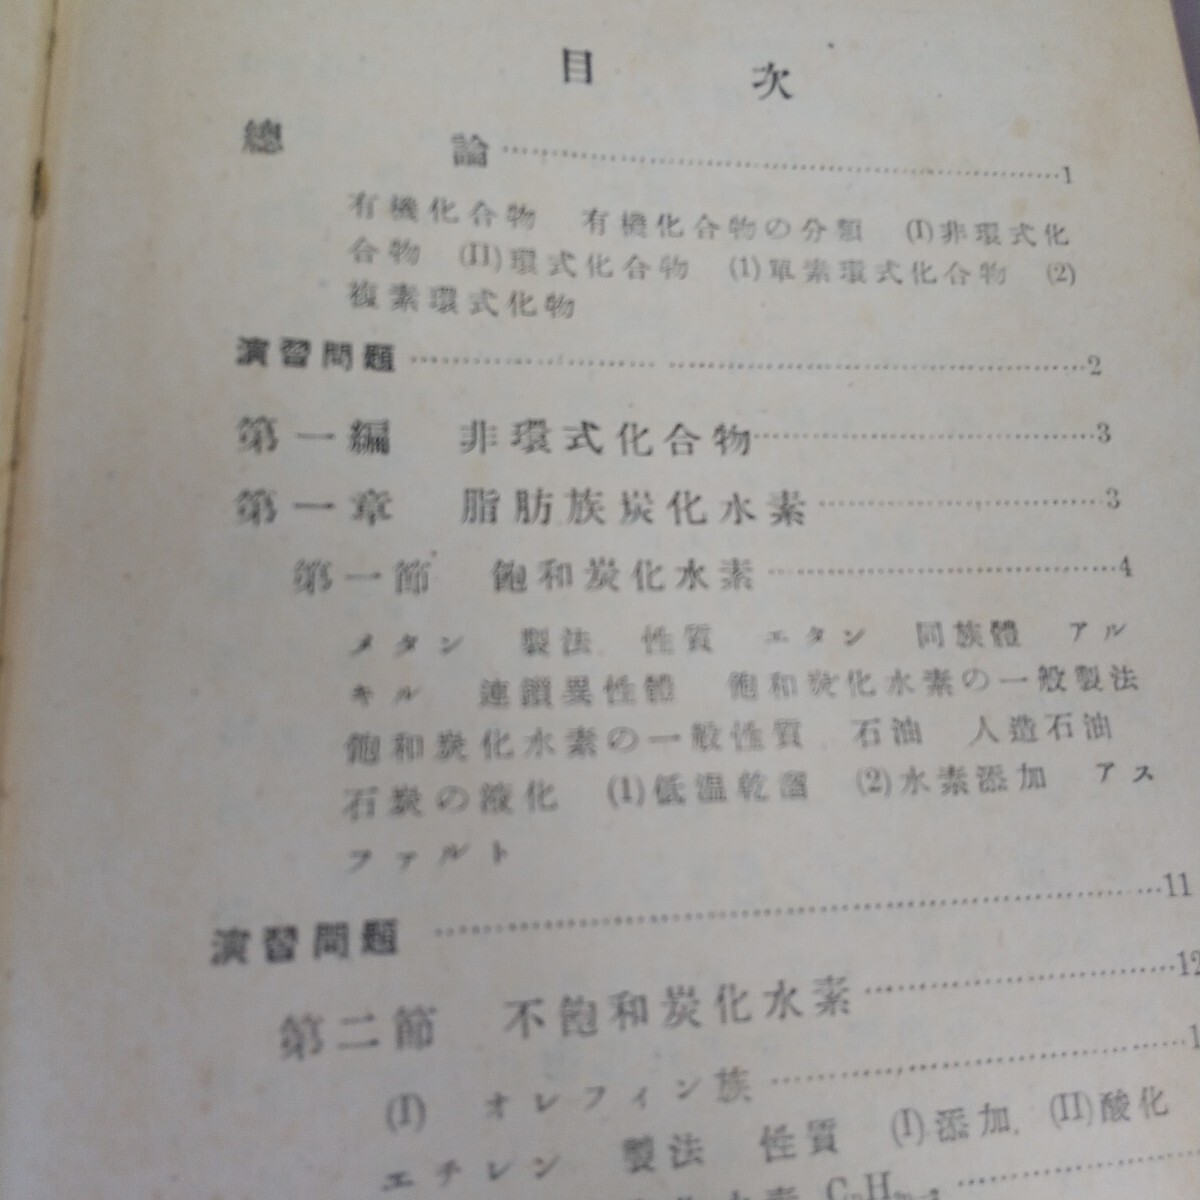 目次
總論……1
有機化合物 有機化合物の分類 (I)非環式化
合物 (II)環式化合物 (1)單素環式化合物 (2)
複素環式化物
演習問題……2
第一編 非環式化合物……3
第一章 脂肪族炭化水素……3
第一節 飽和炭化水素……4
メタン 製法 性質 エタン 同族體 アル
キル 連鎖異性體 飽和炭化水素の一般製法
飽和炭化水素の一般性質 石油 人造石油
石炭の液化 (1)低温乾溜 (2)水素添加 アス
ファルト
演習問題……11
第二節 不飽和炭化水素……12
(I) オレフィン族……1
エチレン 製法 性質 (I)添加 (II)酸化
水素